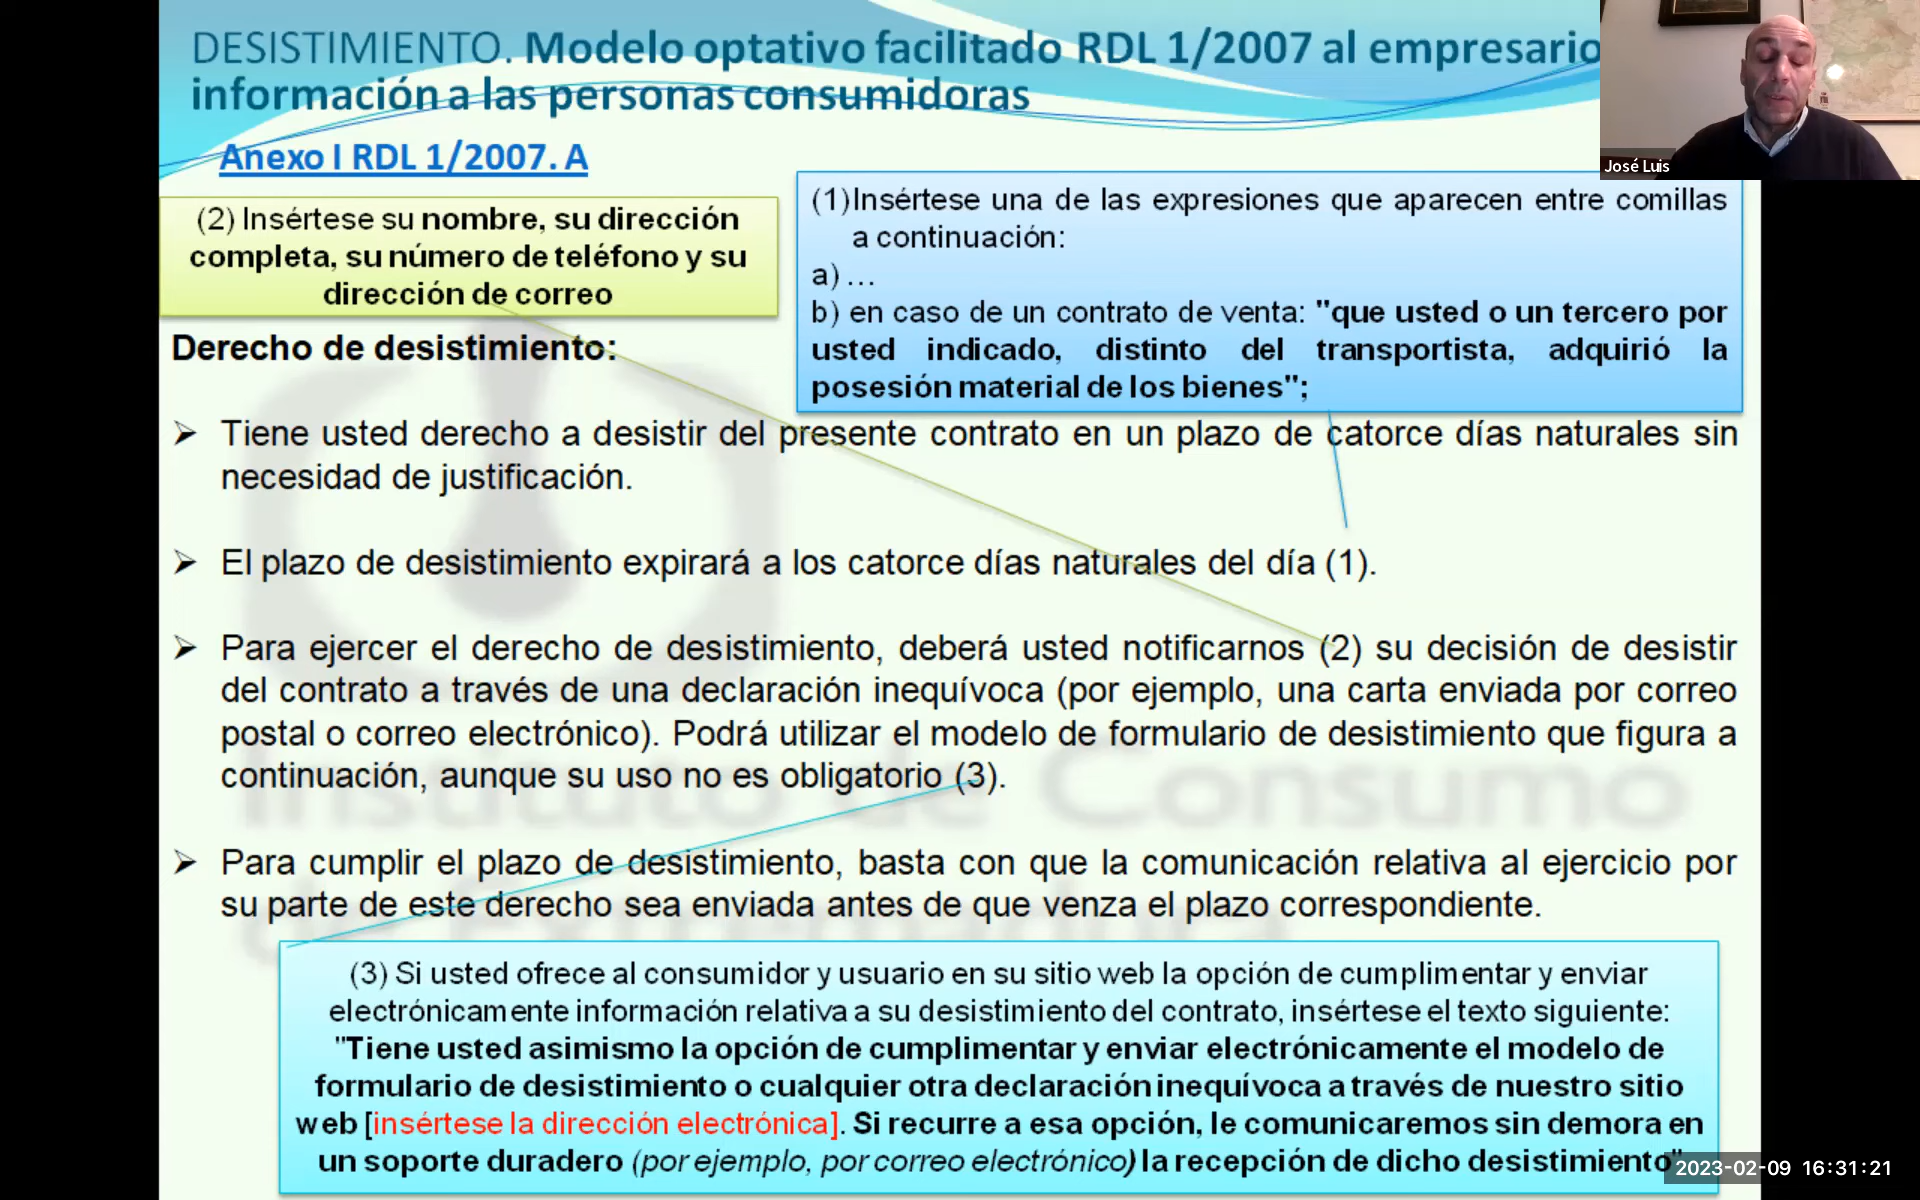 DESISTIMIENTO. Modelo optativo facilitado RDL 1/2007 al empresario
información a las personas consumidoras
José Luis
Anexo I RDL 1/2007. A
(2) Insértese su nombre, su dirección
completa, su número de teléfono y su
dirección de correo
(1)Insértese una de las expresiones que aparecen entre comillas
a continuación:
a) ...
b) en caso de un contrato de venta: "que usted o un tercero por
usted indicado, distinto del transportista, adquirió la
posesión material de los bienes";
Derecho de desistimiento:
➢ Tiene usted derecho a desistir del presente contrato en un plazo de catorce días naturales sin
necesidad de justificación.
➢ El plazo de desistimiento expirará a los catorce días naturales del día (1).
➢ Para ejercer el derecho de desistimiento, deberá usted notificarnos (2) su decisión de desistir
del contrato a través de una declaración inequívoca (por ejemplo, una carta enviada por correo
postal o correo electrónico). Podrá utilizar el modelo de formulario de desistimiento que figura a
continuación, aunque su uso no es obligatorio (3).
➢ Para cumplir el plazo de desistimiento, basta con que la comunicación relativa al ejercicio por
su parte de este derecho sea enviada antes de que venza el plazo correspondiente.
Instituto de Consumo
de Extremadura
(3) Si usted ofrece al consumidor y usuario en su sitio web la opción de cumplimentar y enviar
electrónicamente información relativa a su desistimiento del contrato, insértese el texto siguiente:
"Tiene usted asimismo la opción de cumplimentar y enviar electrónicamente el modelo de
formulario de desistimiento o cualquier otra declaración inequívoca a través de nuestro sitio
web [insértese la dirección electrónica]. Si recurre a esa opción, le comunicaremos sin demora en
un soporte duradero (por ejemplo, por correo electrónico) la recepción de dicho desistimiento"
2023-02-09 16:31:21